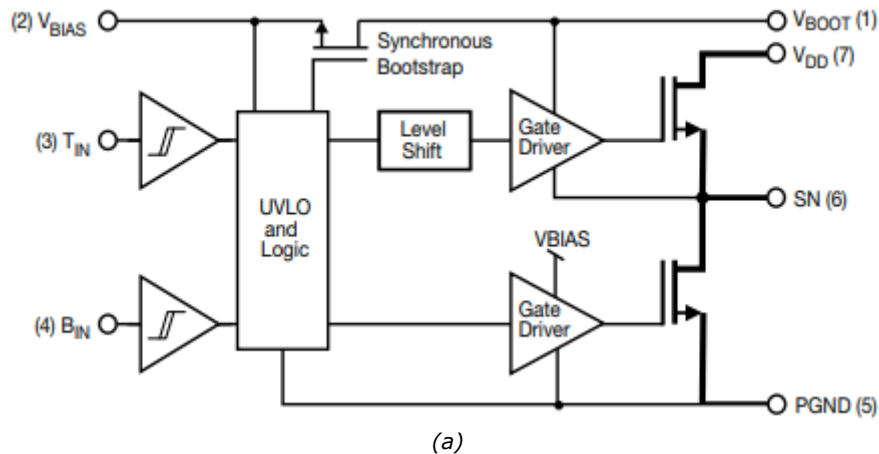 (2) VBIAS
VBOOT (1)
Synchronous
Bootstrap
VDD (7)
(3) TIN
Level
Shift
Gate
Driver
UVLO
and
Logic
SN (6)
VBIAS
(4) BIN
Gate
Driver
PGND (5)
(a)